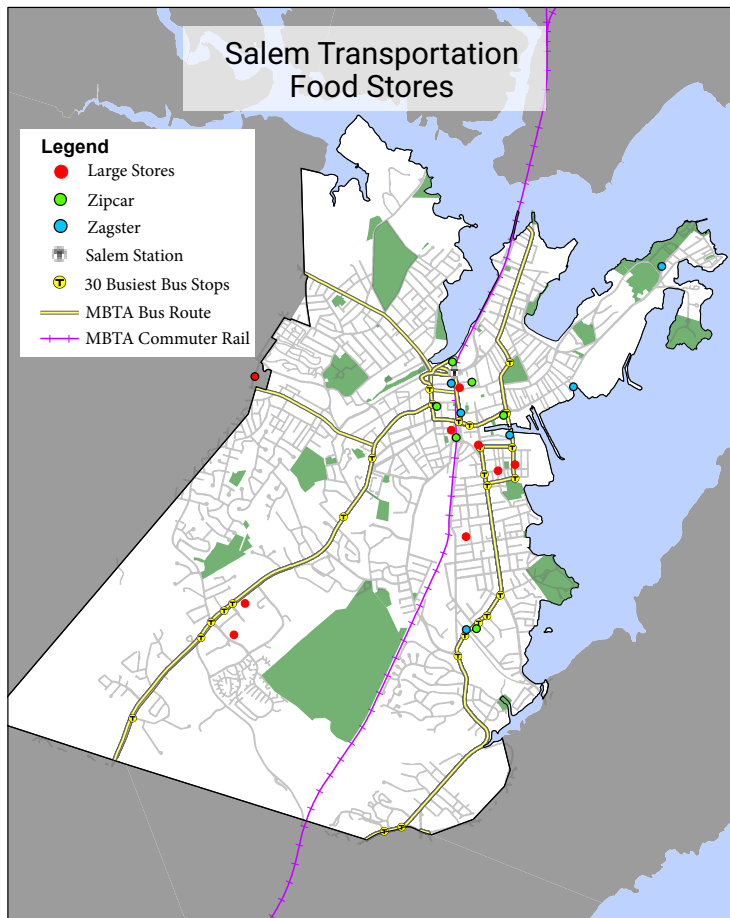 Salem Transportation
Food Stores
Legend
Large Stores
Zipcar
Zagster
Salem Station
30 Busiest Bus Stops
MBTA Bus Route
MBTA Commuter Rail